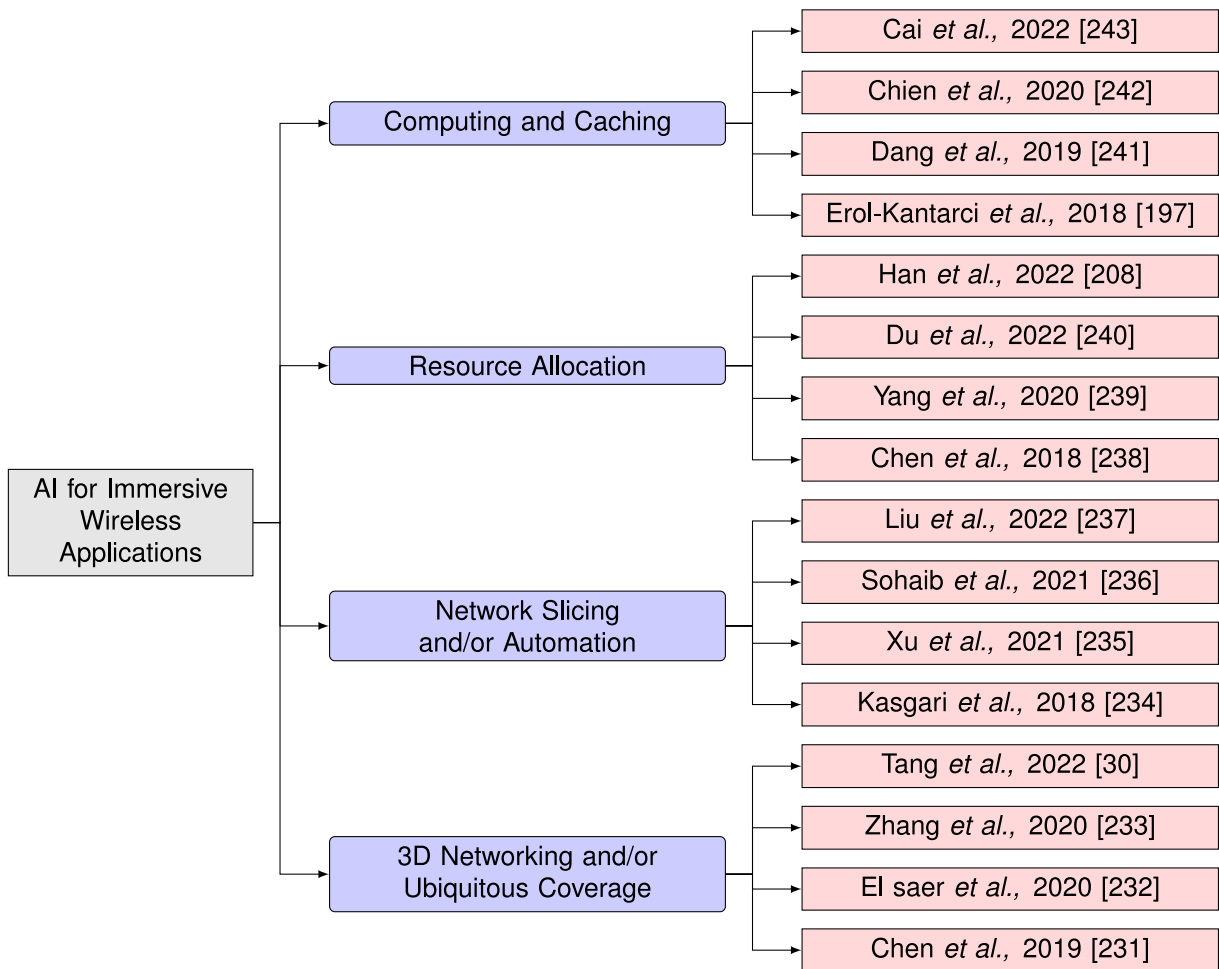 AI for Immersive
Wireless
Applications
Computing and Caching
Cai et al., 2022 [243]
Chien et al., 2020 [242]
Dang et al., 2019 [241]
Erol-Kantarci et al., 2018 [197]
Resource Allocation
Han et al., 2022 [208]
Du et al., 2022 [240]
Yang et al., 2020 [239]
Chen et al., 2018 [238]
Network Slicing
and/or Automation
Liu et al., 2022 [237]
Sohaib et al., 2021 [236]
Xu et al., 2021 [235]
Kasgari et al., 2018 [234]
3D Networking and/or
Ubiquitous Coverage
Tang et al., 2022 [30]
Zhang et al., 2020 [233]
El saer et al., 2020 [232]
Chen et al., 2019 [231]